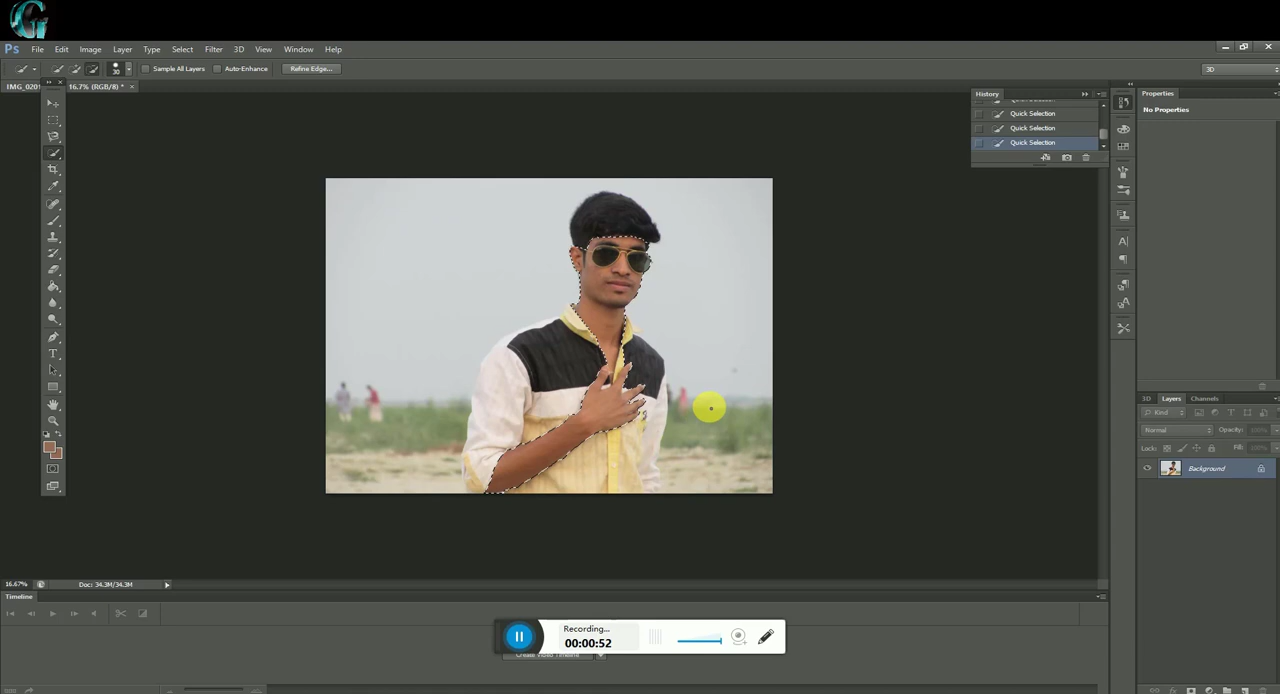 Ps File Edit Image Layer Type Select Filter 3D View Window Help
30 Sample All Layers Auto-Enhance Refine Edge... 3D
16.7% (RGB/8) *
History
Quick Selection
Quick Selection
Quick Selection
Properties
No Properties
3D Layers Channels
Kind
Normal Opacity: 100%
Lock: Fill: 100%
Background
16.67% Doc: 34.3M/34.3M
Timeline
Recording...
00:00:52
Create Video Timeline